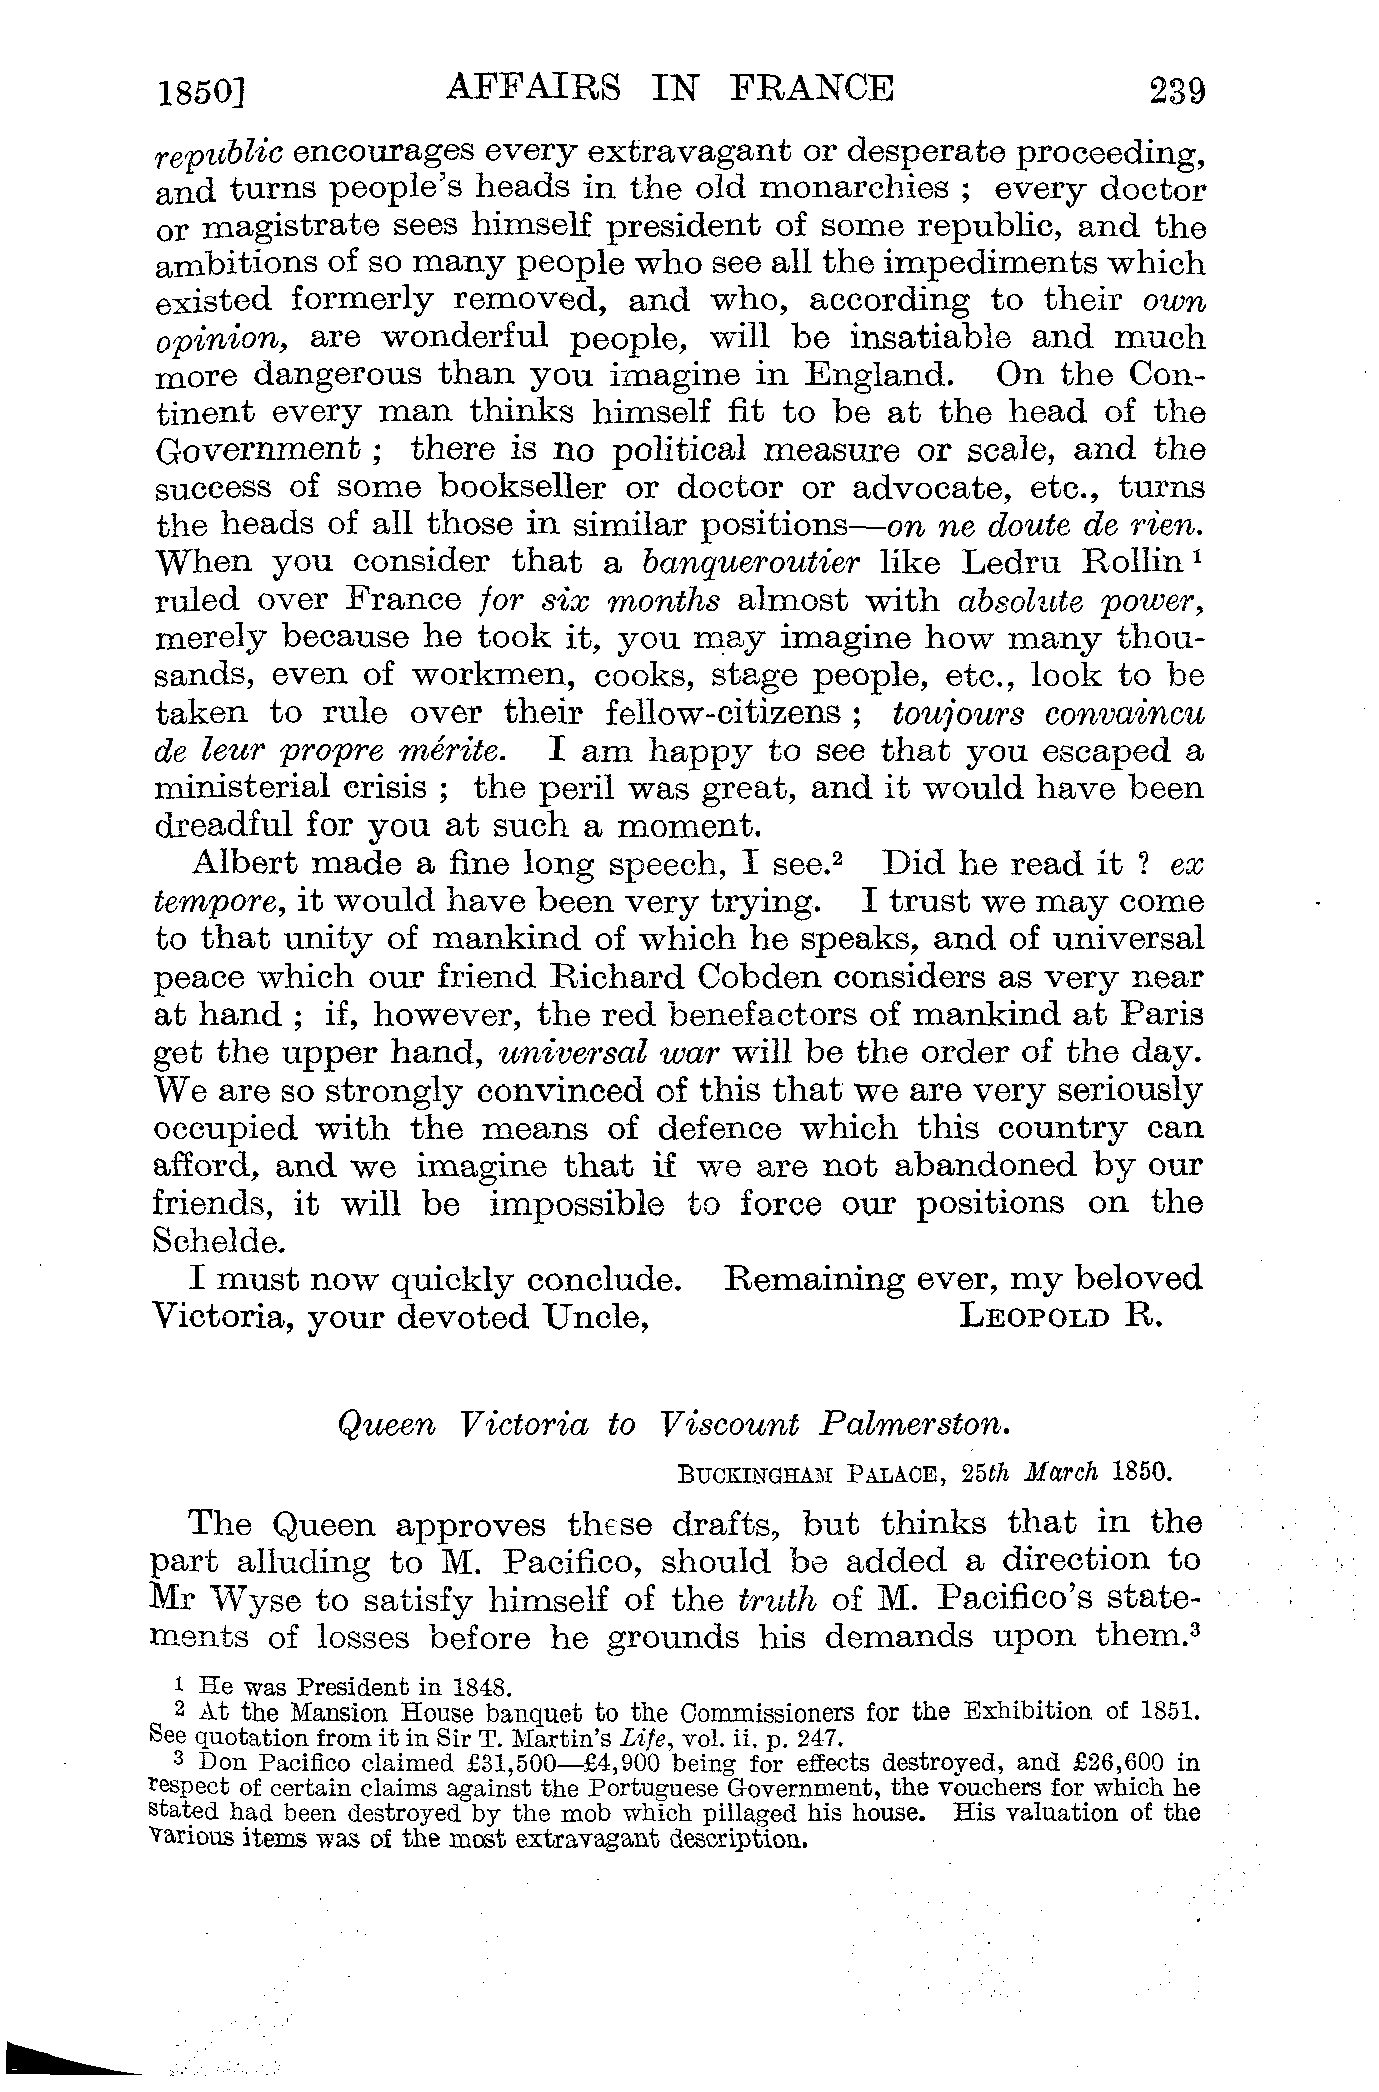 1850] AFFAIRS IN FRANCE 239
republic encourages every extravagant or desperate proceeding,
and turns people's heads in the old monarchies ; every doctor
or magistrate sees himself president of some republic, and the
ambitions of so many people who see all the impediments which
existed formerly removed, and who, according to their own
opinion, are wonderful people, will be insatiable and much
more dangerous than you imagine in England. On the Con-
tinent every man thinks himself fit to be at the head of the
Government ; there is no political measure or scale, and the
success of some bookseller or doctor or advocate, etc., turns
the heads of all those in similar positions—on ne doute de rien.
When you consider that a banqueroutier like Ledru Rollin ¹
ruled over France for six months almost with absolute power,
merely because he took it, you may imagine how many thou-
sands, even of workmen, cooks, stage people, etc., look to be
taken to rule over their fellow-citizens ; toujours convaincu
de leur propre mérite. I am happy to see that you escaped a
ministerial crisis ; the peril was great, and it would have been
dreadful for you at such a moment.
Albert made a fine long speech, I see.² Did he read it ? ex
tempore, it would have been very trying. I trust we may come
to that unity of mankind of which he speaks, and of universal
peace which our friend Richard Cobden considers as very near
at hand ; if, however, the red benefactors of mankind at Paris
get the upper hand, universal war will be the order of the day.
We are so strongly convinced of this that we are very seriously
occupied with the means of defence which this country can
afford, and we imagine that if we are not abandoned by our
friends, it will be impossible to force our positions on the
Schelde.
I must now quickly conclude. Remaining ever, my beloved
Victoria, your devoted Uncle, LEOPOLD R.
Queen Victoria to Viscount Palmerston.
BUCKINGHAM PALACE, 25th March 1850.
The Queen approves these drafts, but thinks that in the
part alluding to M. Pacifico, should be added a direction to
Mr Wyse to satisfy himself of the truth of M. Pacifico's state-
ments of losses before he grounds his demands upon them.³
1 He was President in 1848.
2 At the Mansion House banquet to the Commissioners for the Exhibition of 1851.
See quotation from it in Sir T. Martin's Life, vol. ii. p. 247.
3 Don Pacifico claimed £31,500—£4,900 being for effects destroyed, and £26,600 in
respect of certain claims against the Portuguese Government, the vouchers for which he
stated had been destroyed by the mob which pillaged his house. His valuation of the
various items was of the most extravagant description.